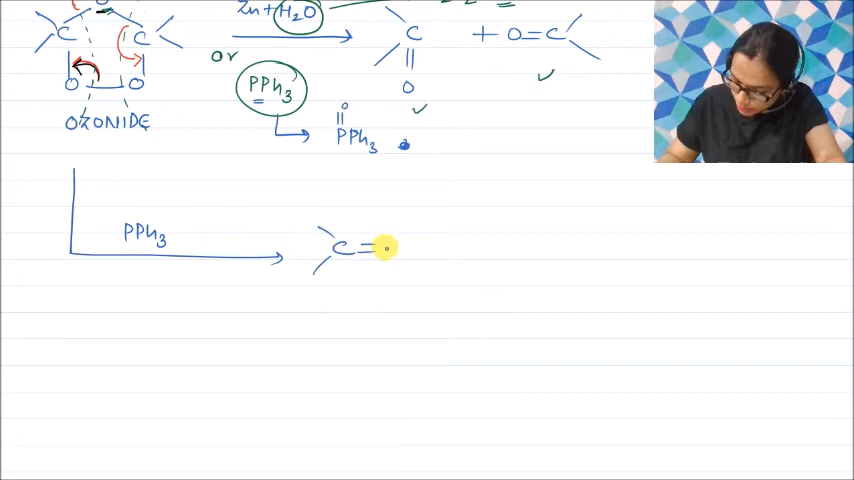 O
Zn + H2O
C C C + O=C
or
O O PPh3 O
O
OZONIDE PPh3
PPh3
C=